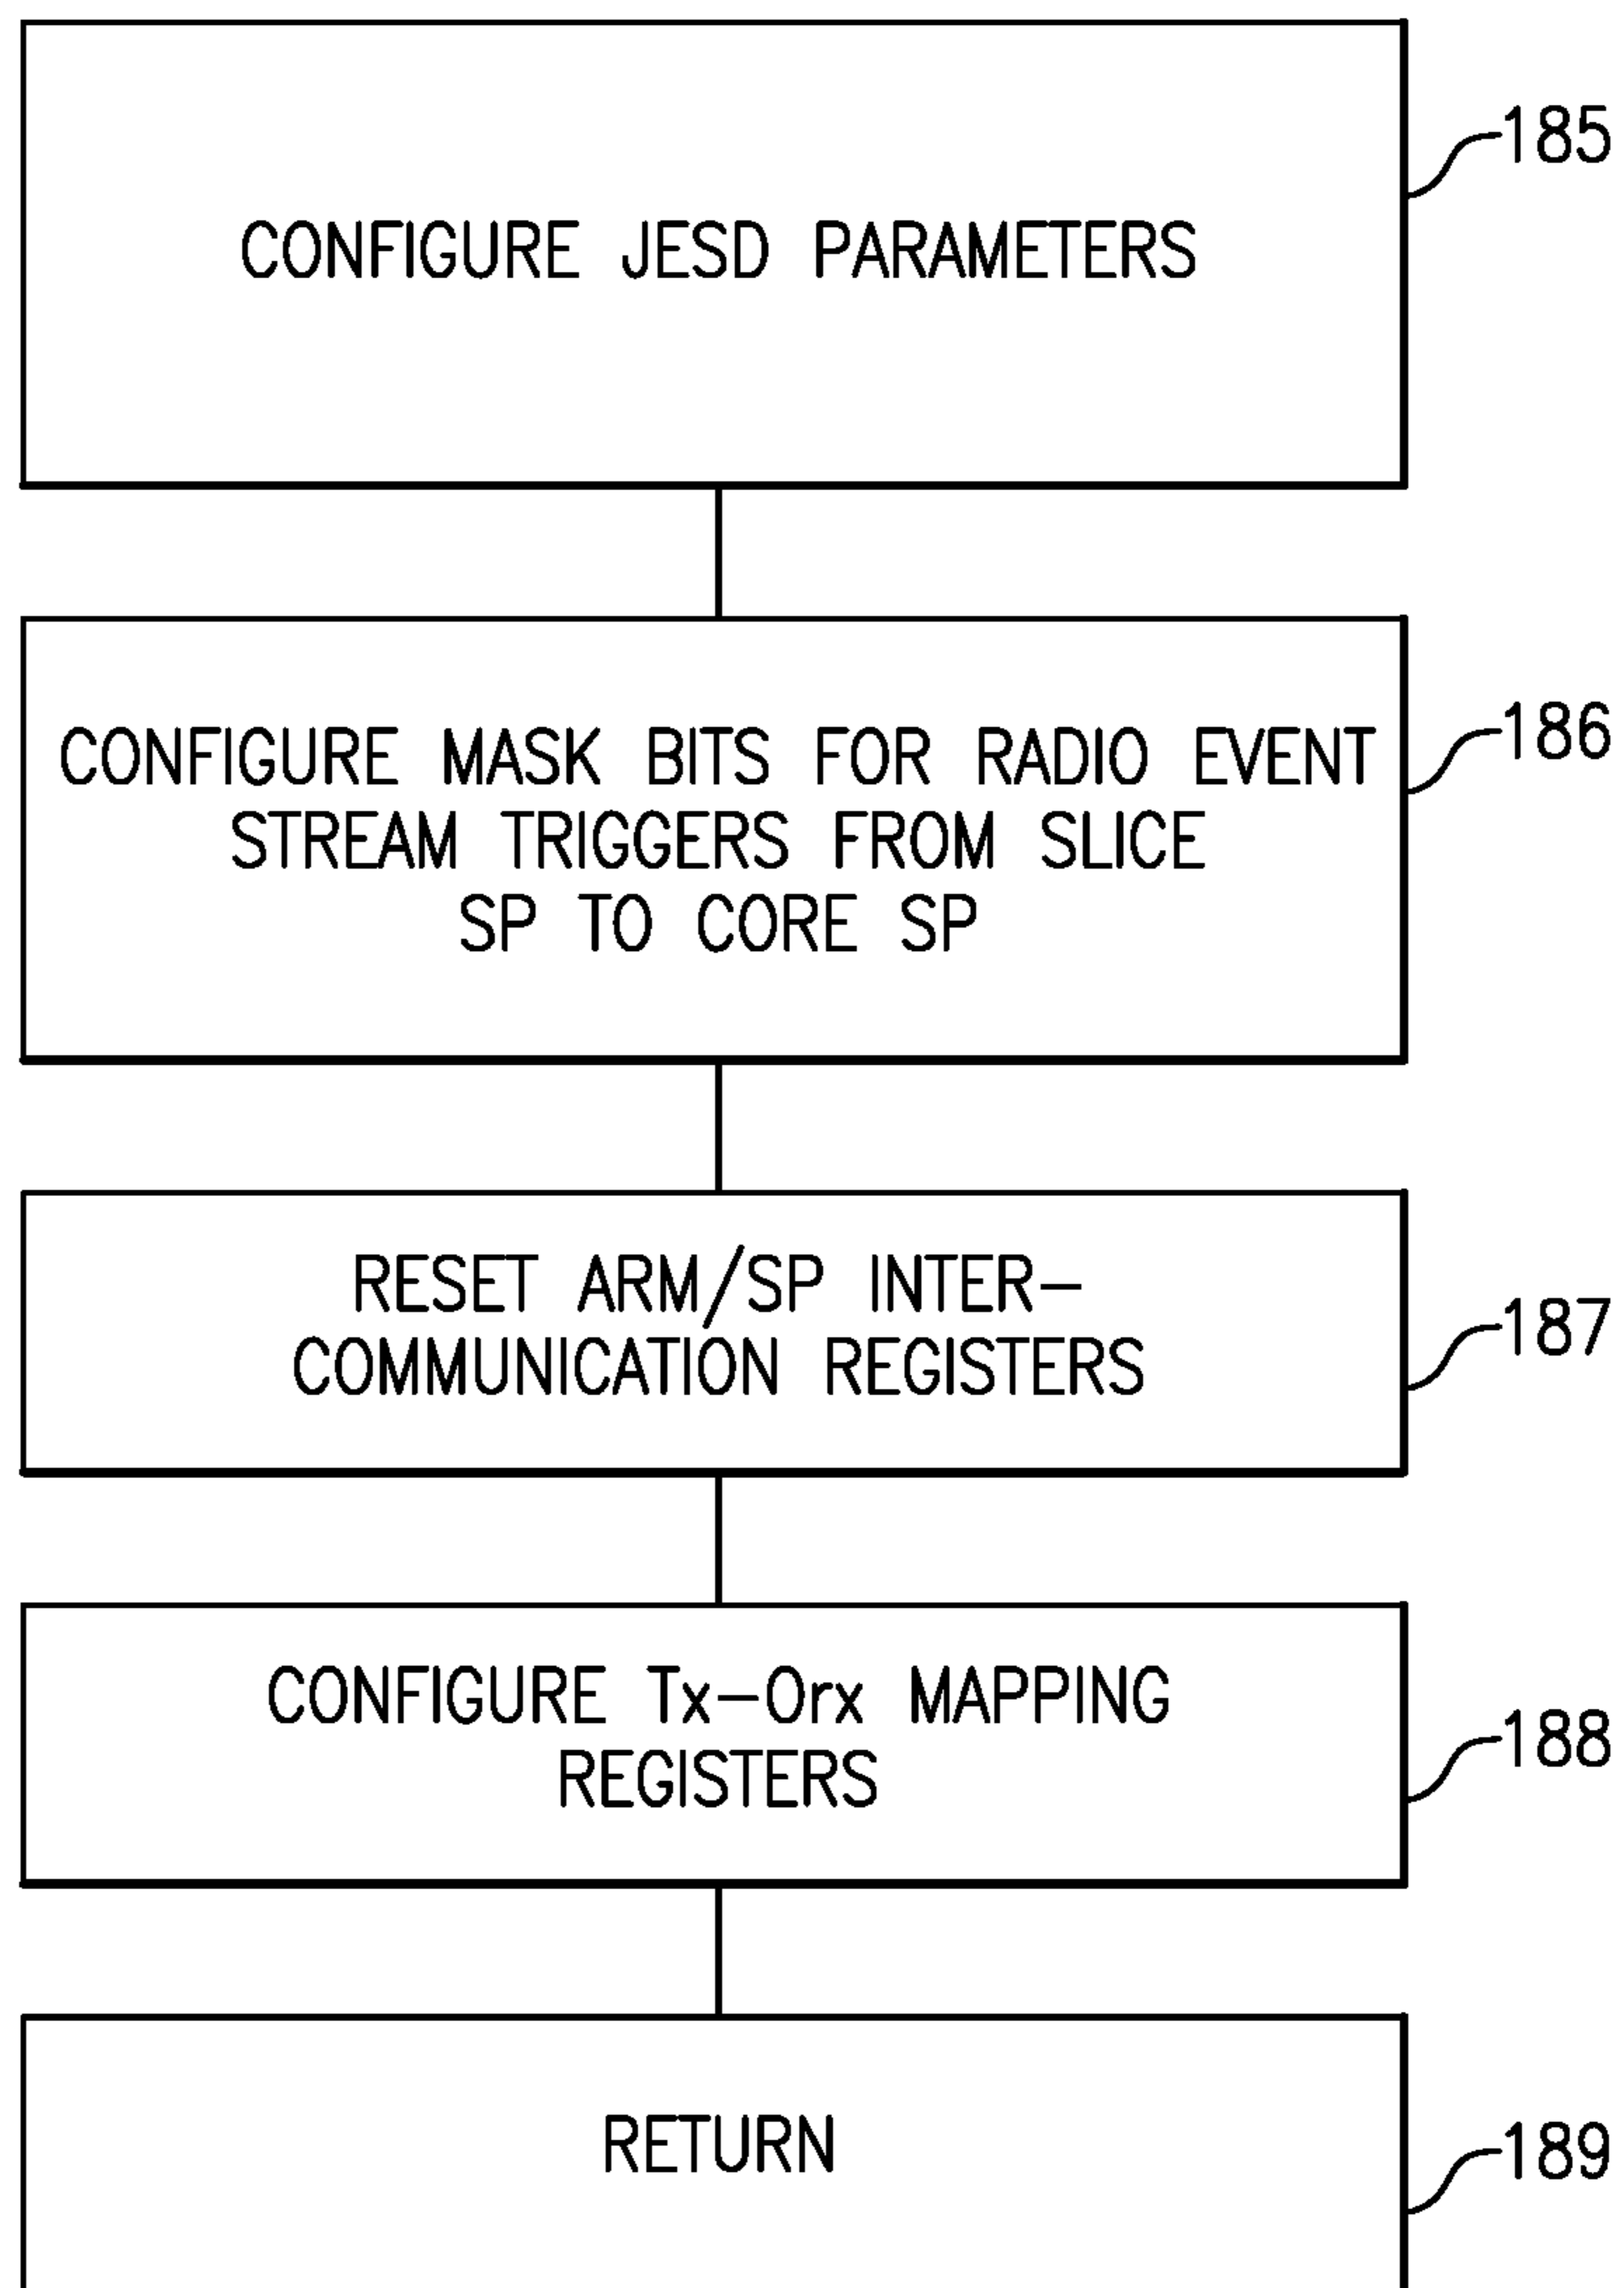 185
CONFIGURE JESD PARAMETERS
186
CONFIGURE MASK BITS FOR RADIO EVENT
STREAM TRIGGERS FROM SLICE
SP TO CORE SP
187
RESET ARM/SP INTER-
COMMUNICATION REGISTERS
188
CONFIGURE Tx-Orx MAPPING
REGISTERS
189
RETURN